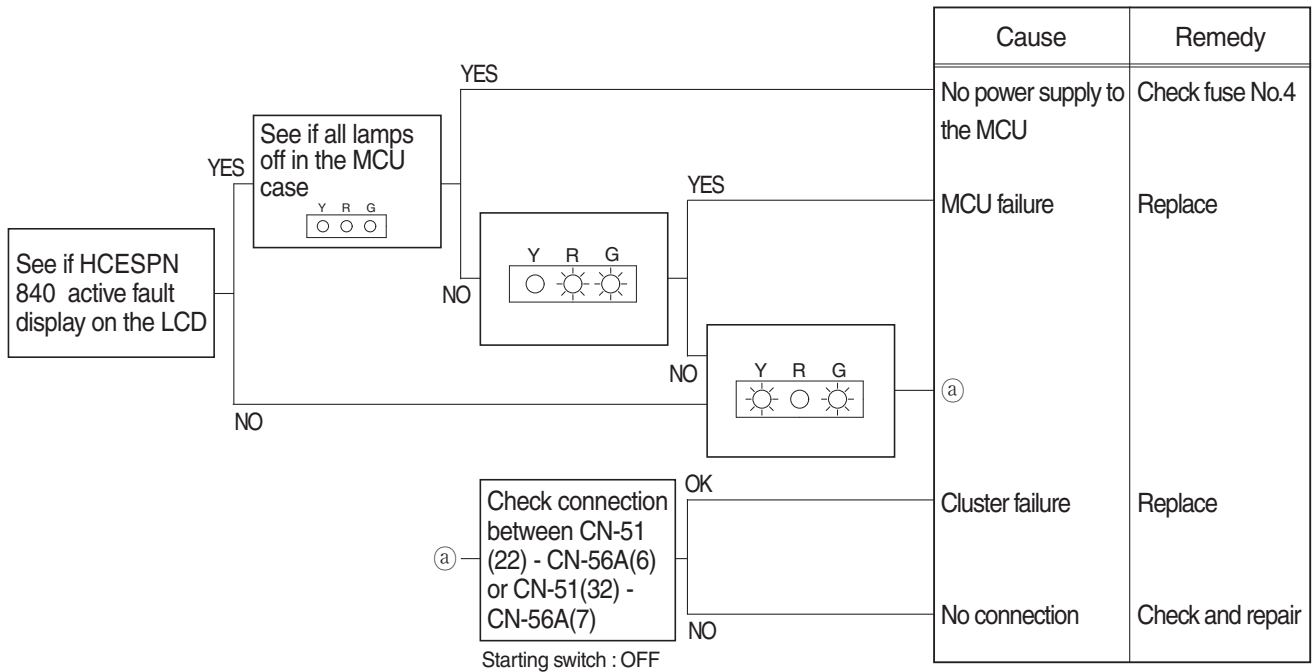 Cause Remedy
YES
No power supply to Check fuse No.4
the MCU
See if all lamps
off in the MCU
case
YES
Y R G
YES
MCU failure Replace
See if HCESPN
840 active fault
display on the LCD
Y R G
NO
NO
Y R G
ⓐ
NO
OK
Check connection
between CN-51
(22) - CN-56A(6)
or CN-51(32) -
CN-56A(7)
Cluster failure Replace
ⓐ
No connection Check and repair
NO
Starting switch : OFF